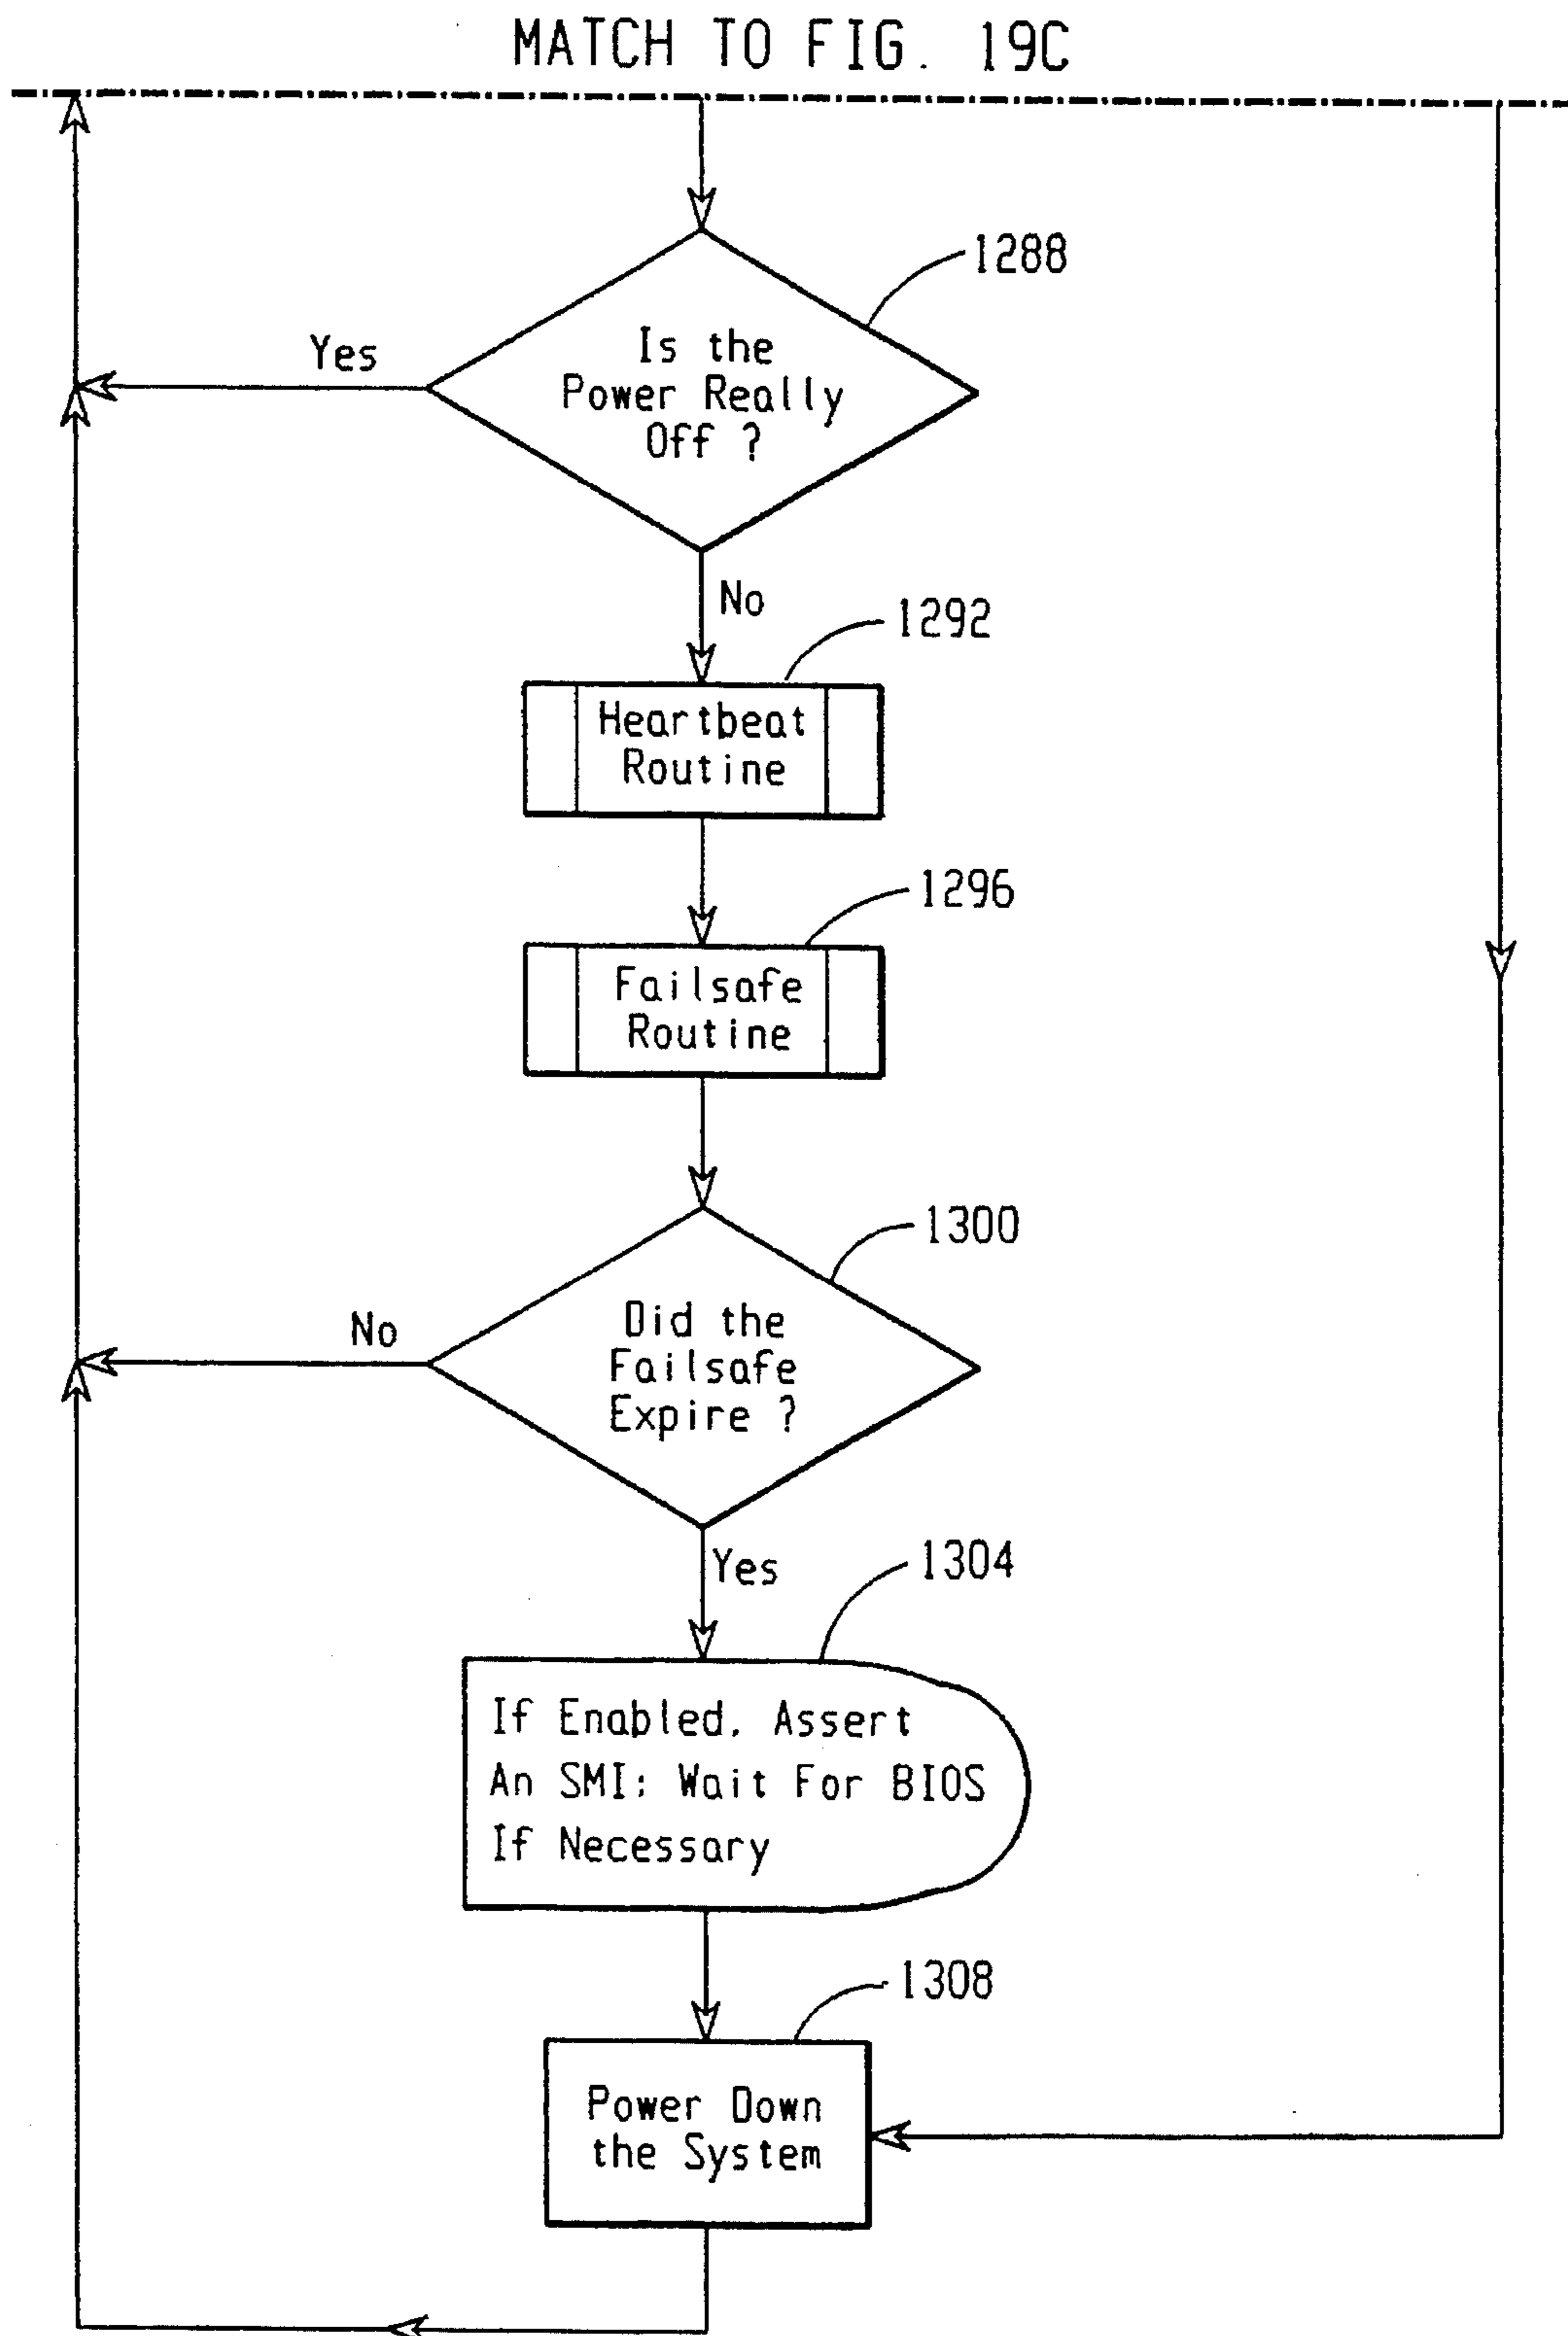 MATCH TO FIG. 19C
1288
Is the
Power Really
Off ?
Yes
No
1292
Heartbeat
Routine
1296
Failsafe
Routine
1300
Did the
Failsafe
Expire ?
No
Yes
1304
If Enabled, Assert
An SMI; Wait For BIOS
If Necessary
1308
Power Down
the System